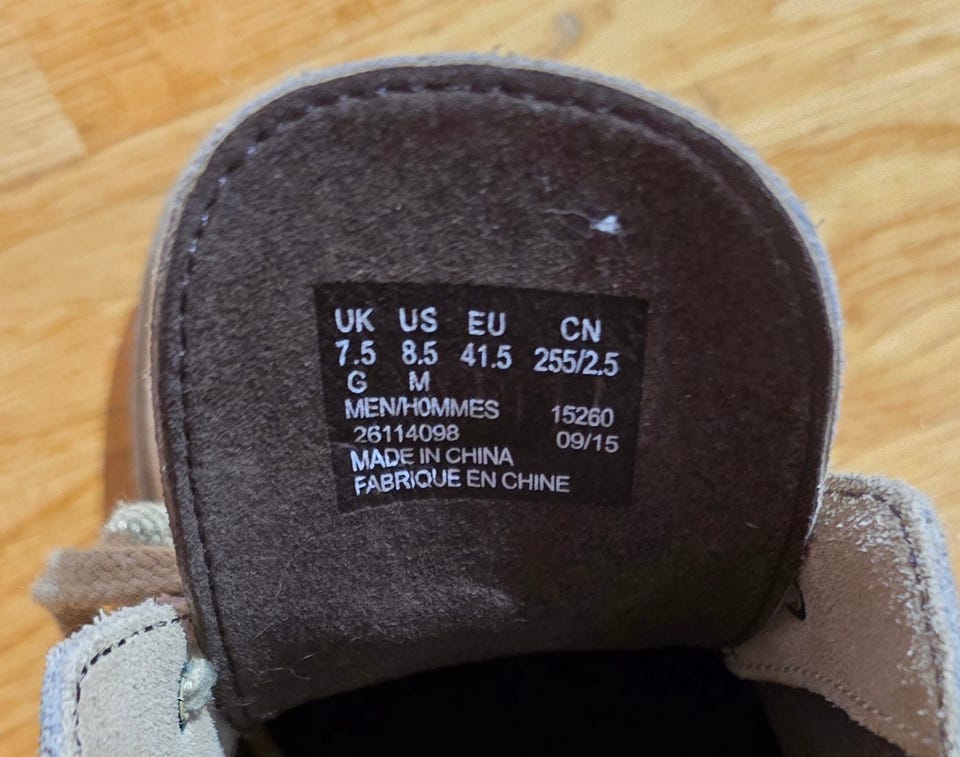 UK US EU CN
7.5 8.5 41.5 255/2.5
G M
MEN/HOMMES 15260
26114098 09/15
MADE IN CHINA
FABRIQUE EN CHINE